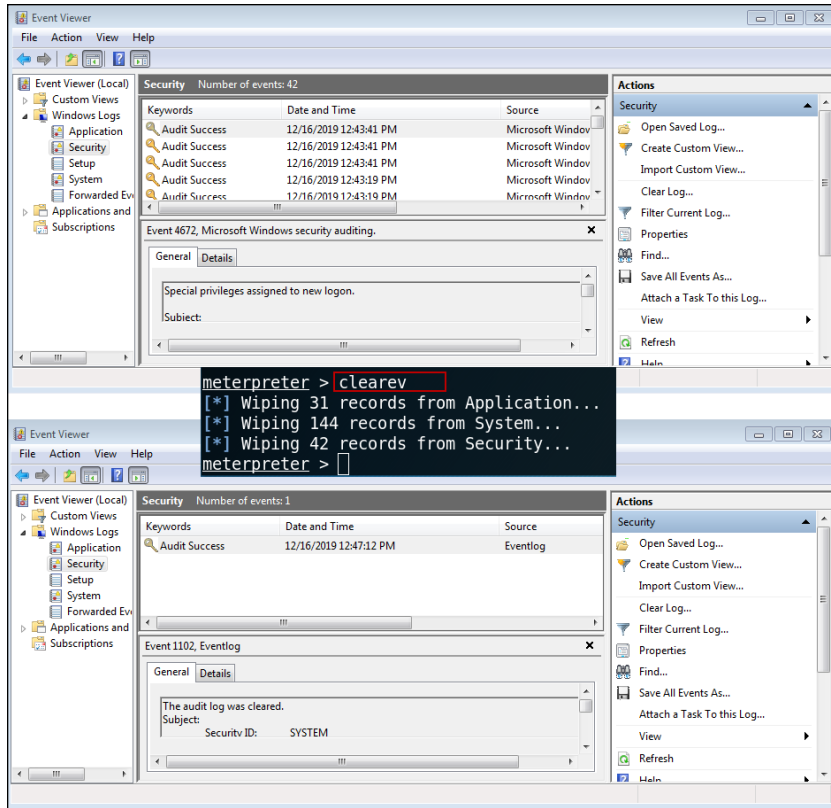 Event Viewer
File Action View Help
Event Viewer (Local)
Custom Views
Windows Logs
Application
Security
Setup
System
Forwarded Eve
Applications and
Subscriptions
Security Number of events: 42
Keywords Date and Time Source
Audit Success 12/16/2019 12:43:41 PM Microsoft Window
Audit Success 12/16/2019 12:43:41 PM Microsoft Window
Audit Success 12/16/2019 12:43:41 PM Microsoft Window
Audit Success 12/16/2019 12:43:19 PM Microsoft Window
Audit Success 12/16/2019 12:43:19 PM Microsoft Window
Event 4672, Microsoft Windows security auditing.
General Details
Special privileges assigned to new logon.
Subject:
Actions
Security
Open Saved Log...
Create Custom View...
Import Custom View...
Clear Log...
Filter Current Log...
Properties
Find...
Save All Events As...
Attach a Task To this Log...
View
Refresh
Help
meterpreter > clearev
[*] Wiping 31 records from Application...
[*] Wiping 144 records from System...
[*] Wiping 42 records from Security...
meterpreter >
Event Viewer
File Action View Help
Event Viewer (Local)
Custom Views
Windows Logs
Application
Security
Setup
System
Forwarded Eve
Applications and
Subscriptions
Security Number of events: 1
Keywords Date and Time Source
Audit Success 12/16/2019 12:47:12 PM Eventlog
Event 1102, Eventlog
General Details
The audit log was cleared.
Subject:
Security ID: SYSTEM
Actions
Security
Open Saved Log...
Create Custom View...
Import Custom View...
Clear Log...
Filter Current Log...
Properties
Find...
Save All Events As...
Attach a Task To this Log...
View
Refresh
Help